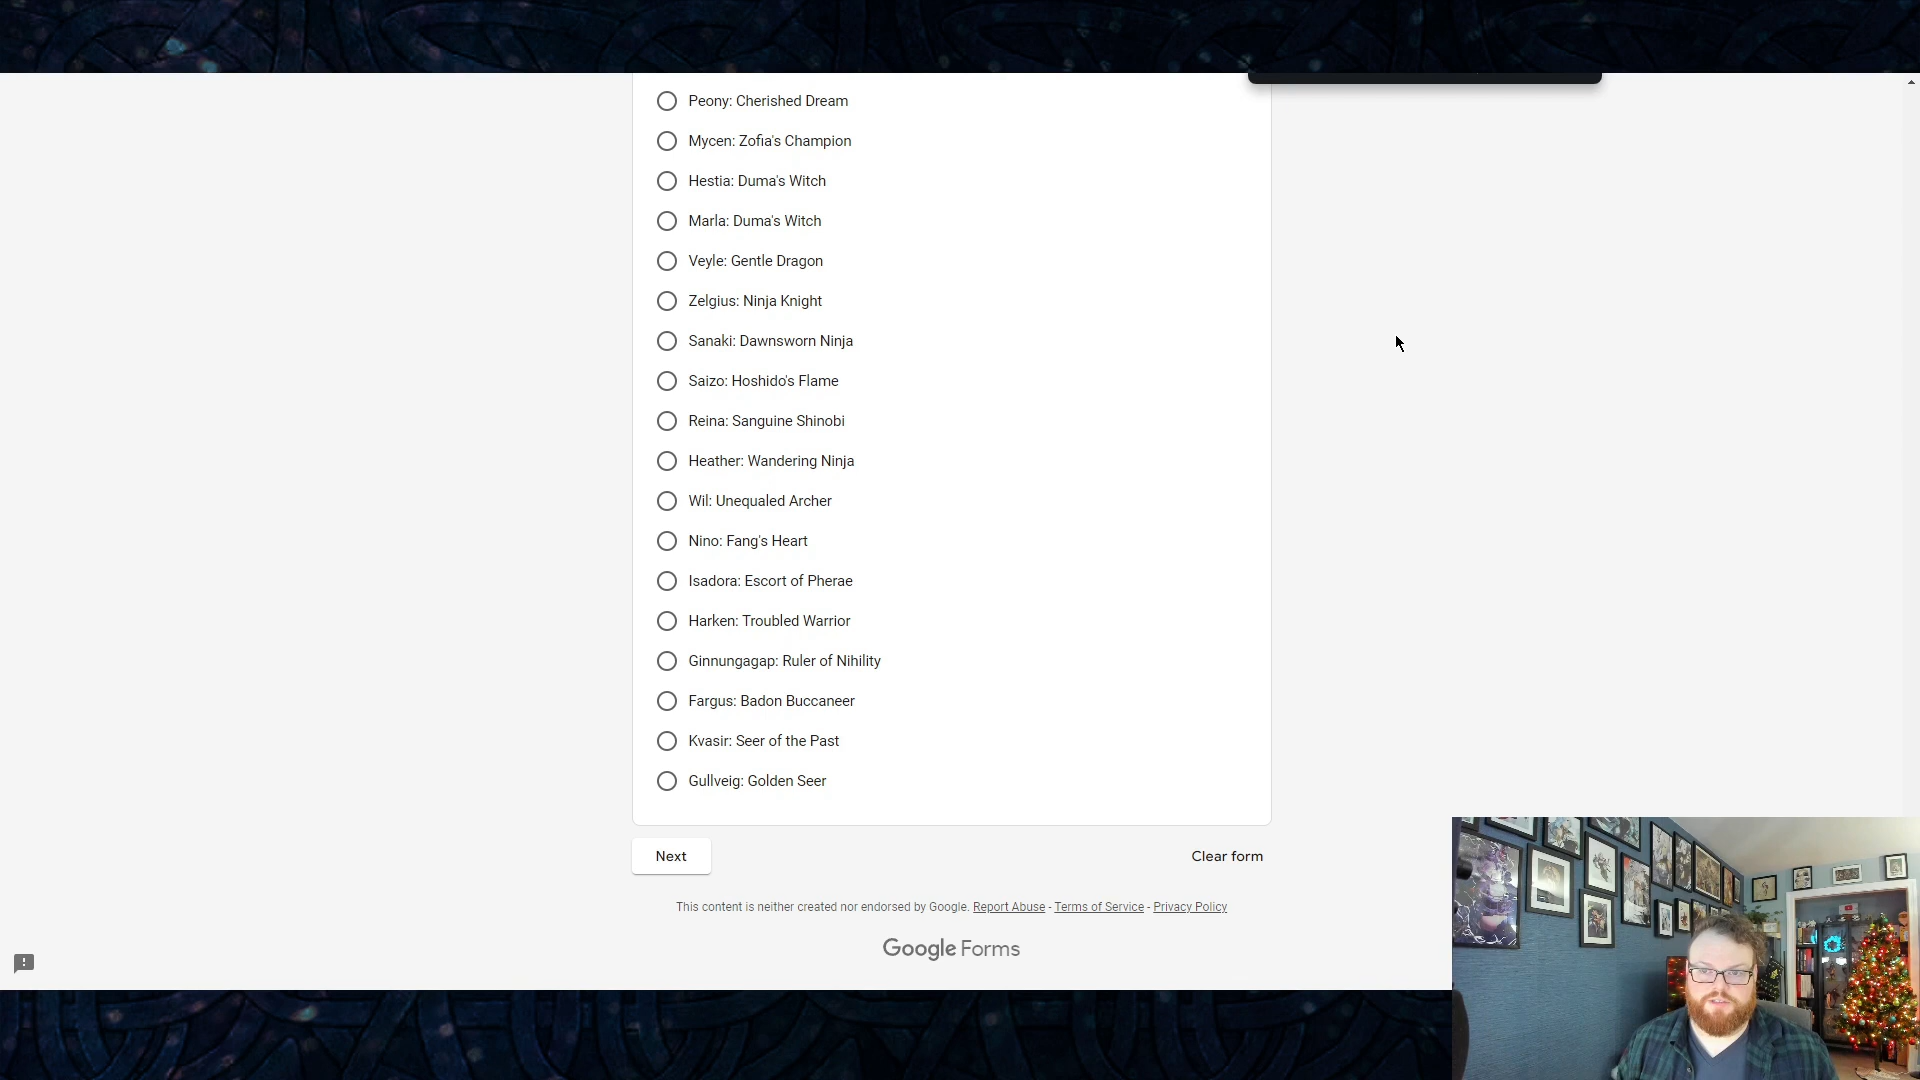 Peony: Cherished Dream
Mycen: Zofia's Champion
Hestia: Duma's Witch
Marla: Duma's Witch
Veyle: Gentle Dragon
Zelgius: Ninja Knight
Sanaki: Dawnsworn Ninja
Saizo: Hoshido's Flame
Reina: Sanguine Shinobi
Heather: Wandering Ninja
Wil: Unequaled Archer
Nino: Fang's Heart
Isadora: Escort of Pherae
Harken: Troubled Warrior
Ginnungagap: Ruler of Nihility
Fargus: Badon Buccaneer
Kvasir: Seer of the Past
Gullveig: Golden Seer
Next
Clear form
This content is neither created nor endorsed by Google. Report Abuse - Terms of Service - Privacy Policy
Google Forms